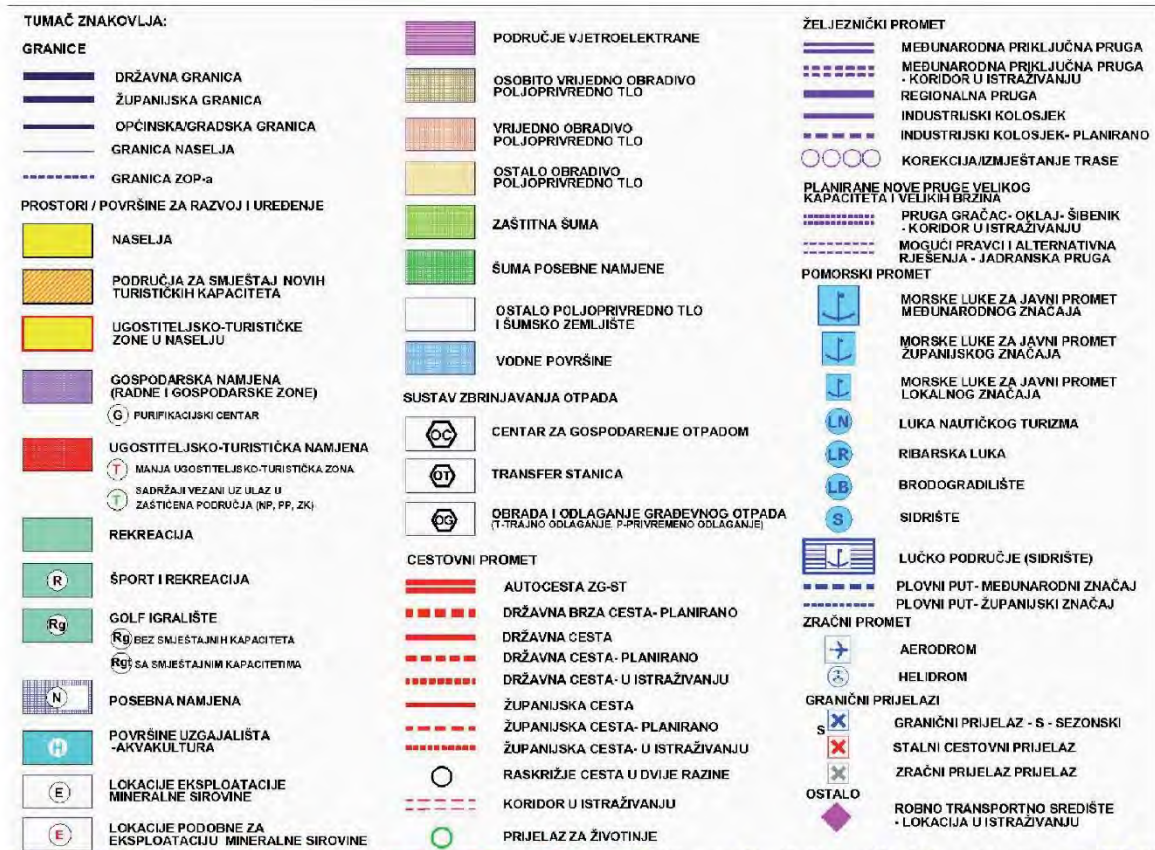 TUMAČ ZNAKOVLJA:
GRANICE
DRŽAVNA GRANICA
ŽUPANIJSKA GRANICA
OPĆINSKA/GRADSKA GRANICA
GRANICA NASELJA
GRANICA ZOP-a
PROSTORI / POVRŠINE ZA RAZVOJ I UREĐENJE
NASELJA
PODRUČJA ZA SMJEŠTAJ NOVIH
TURISTIČKIH KAPACITETA
UGOSTITELJSKO-TURISTIČKE
ZONE U NASELJU
GOSPODARSKA NAMJENA
(RADNE I GOSPODARSKE ZONE)
G PURIFIKACIJSKI CENTAR
UGOSTITELJSKO-TURISTIČKA NAMJENA
T MANJA UGOSTITELJSKO-TURISTIČKA ZONA
T SADRŽAJI VEZANI UZ ULAZ U
ZAŠTIĆENA PODRUČJA (NP, PP, ZK)
REKREACIJA
R ŠPORT I REKREACIJA
Rg GOLF IGRALIŠTE
Rg BEZ SMJEŠTAJNIH KAPACITETA
Rgt SA SMJEŠTAJNIM KAPACITETIMA
N POSEBNA NAMJENA
H POVRŠINE UZGAJALIŠTA
-AKVAKULTURA
E LOKACIJE EKSPLOATACIJE
MINERALNE SIROVINE
E LOKACIJE PODOBNE ZA
EKSPLOATACIJU MINERALNE SIROVINE
PODRUČJE VJETROELEKTRANE
OSOBITO VRIJEDNO OBRADIVO
POLJOPRIVREDNO TLO
VRIJEDNO OBRADIVO
POLJOPRIVREDNO TLO
OSTALO OBRADIVO
POLJOPRIVREDNO TLO
ZAŠTITNA ŠUMA
ŠUMA POSEBNE NAMJENE
OSTALO POLJOPRIVREDNO TLO
I ŠUMSKO ZEMLJIŠTE
VODNE POVRŠINE
SUSTAV ZBRINJAVANJA OTPADA
OC CENTAR ZA GOSPODARENJE OTPADOM
OT TRANSFER STANICA
OG OBRADA I ODLAGANJE GRAĐEVNOG OTPADA
(T-TRAJNO ODLAGANJE, P-PRIVREMENO ODLAGANJE)
CESTOVNI PROMET
AUTOCESTA ZG-ST
DRŽAVNA BRZA CESTA- PLANIRANO
DRŽAVNA CESTA
DRŽAVNA CESTA- PLANIRANO
DRŽAVNA CESTA- U ISTRAŽIVANJU
ŽUPANIJSKA CESTA
ŽUPANIJSKA CESTA- PLANIRANO
ŽUPANIJSKA CESTA- U ISTRAŽIVANJU
RASKRIŽJE CESTA U DVIJE RAZINE
KORIDOR U ISTRAŽIVANJU
PRIJELAZ ZA ŽIVOTINJE
ŽELJEZNIČKI PROMET
MEĐUNARODNA PRIKLJUČNA PRUGA
MEĐUNARODNA PRIKLJUČNA PRUGA
- KORIDOR U ISTRAŽIVANJU
REGIONALNA PRUGA
INDUSTRIJSKI KOLOSJEK
INDUSTRIJSKI KOLOSJEK- PLANIRANO
KOREKCIJA/IZMJEŠTANJE TRASE
PLANIRANE NOVE PRUGE VELIKOG
KAPACITETA I VELIKIH BRZINA
PRUGA GRAČAC- OKLAJ- ŠIBENIK
- KORIDOR U ISTRAŽIVANJU
MOGUĆI PRAVCI I ALTERNATIVNA
RJEŠENJA - JADRANSKA PRUGA
POMORSKI PROMET
MORSKE LUKE ZA JAVNI PROMET
MEĐUNARODNOG ZNAČAJA
MORSKE LUKE ZA JAVNI PROMET
ŽUPANIJSKOG ZNAČAJA
MORSKE LUKE ZA JAVNI PROMET
LOKALNOG ZNAČAJA
LN LUKA NAUTIČKOG TURIZMA
LR RIBARSKA LUKA
LB BRODOGRADILIŠTE
S SIDRIŠTE
LUČKO PODRUČJE (SIDRIŠTE)
PLOVNI PUT- MEĐUNARODNI ZNAČAJ
PLOVNI PUT- ŽUPANIJSKI ZNAČAJ
ZRAČNI PROMET
AERODROM
HELIDROM
GRANIČNI PRIJELAZI
S GRANIČNI PRIJELAZ - S - SEZONSKI
STALNI CESTOVNI PRIJELAZ
ZRAČNI PRIJELAZ PRIJELAZ
OSTALO
ROBNO TRANSPORTNO SREDIŠTE
- LOKACIJA U ISTRAŽIVANJU